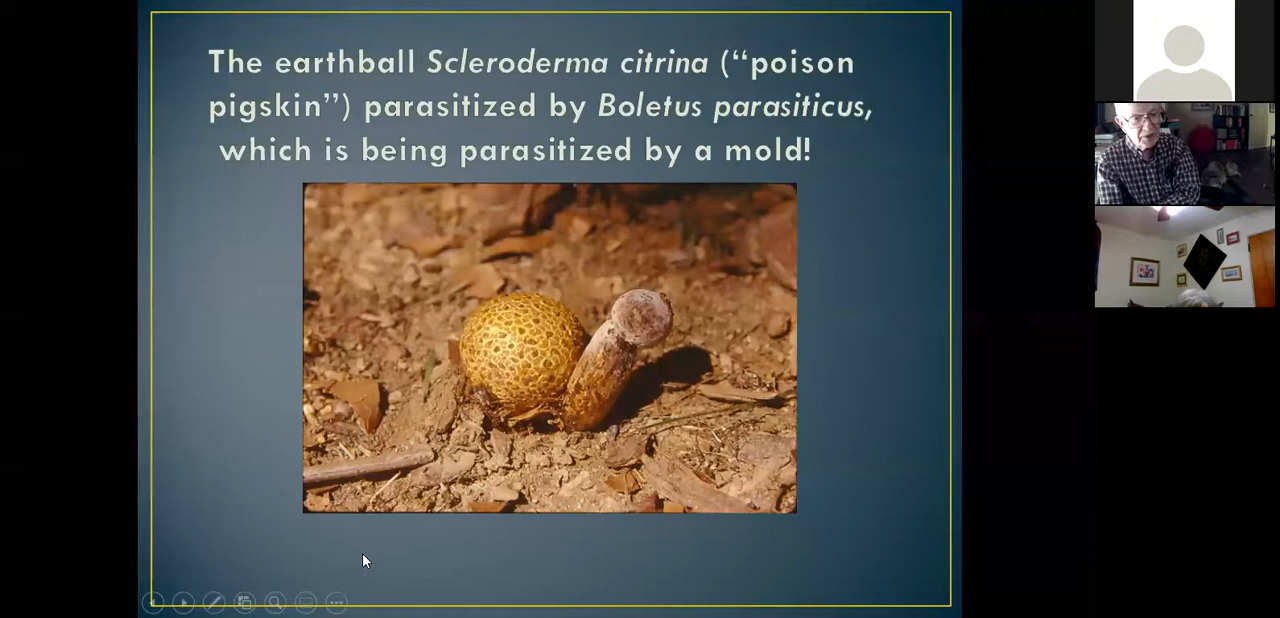 The earthball Scleroderma citrina (“poison
pigskin”) parasitized by Boletus parasiticus,
which is being parasitized by a mold!